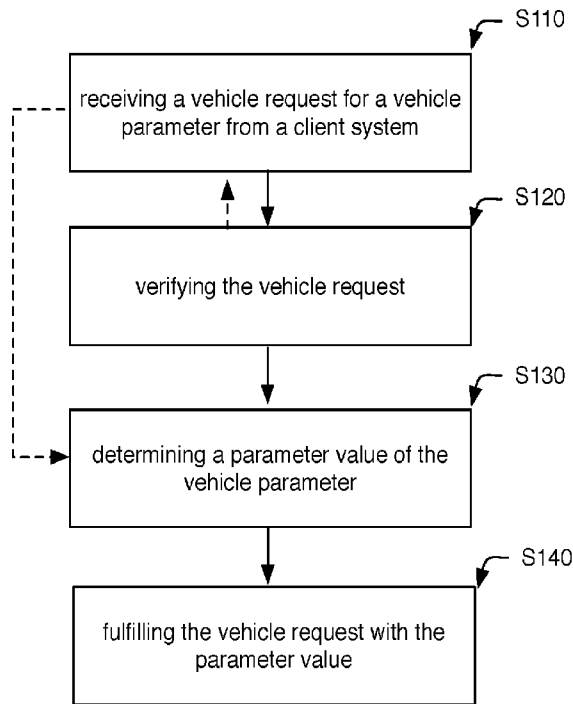 S110
receiving a vehicle request for a vehicle
parameter from a client system
S120
verifying the vehicle request
S130
determining a parameter value of the
vehicle parameter
S140
fulfilling the vehicle request with the
parameter value